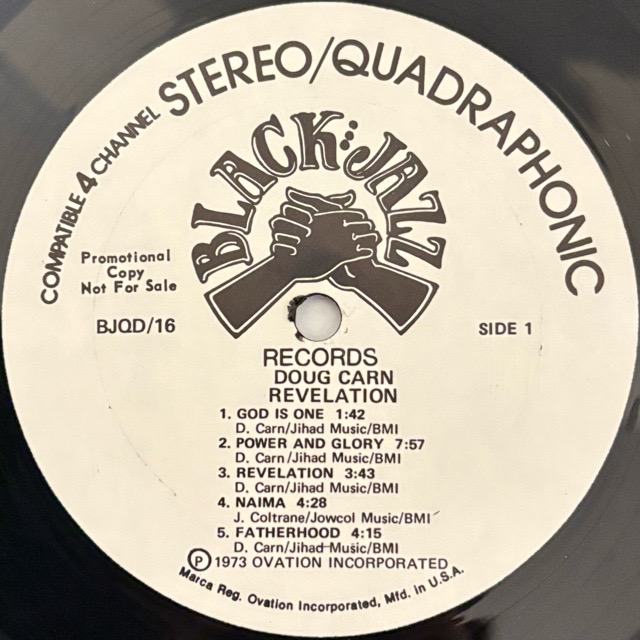 COMPATIBLE 4 CHANNEL STEREO/QUADRAPHONIC
BLACK JAZZ
Promotional
Copy
Not For Sale
BJQD/16
SIDE 1
RECORDS
DOUG CARN
REVELATION
1. GOD IS ONE 1:42
D. Carn/Jihad Music/BMI
2. POWER AND GLORY 7:57
D. Carn/Jihad Music/BMI
3. REVELATION 3:43
D. Carn/Jihad Music/BMI
4. NAIMA 4:28
J. Coltrane/Jowcol Music/BMI
5. FATHERHOOD 4:15
D. Carn/Jihad Music/BMI
Ⓟ 1973 OVATION INCORPORATED
Marca Reg. Ovation Incorporated, Mfd. in U.S.A.